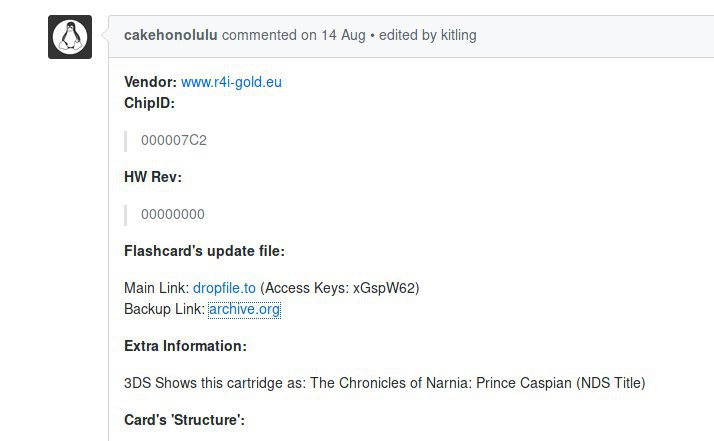 cakehonolulu commented on 14 Aug • edited by kitling
Vendor: www.r4i-gold.eu
ChipID:
000007C2
HW Rev:
00000000
Flashcard's update file:
Main Link: dropfile.to (Access Keys: xGspW62)
Backup Link: archive.org
Extra Information:
3DS Shows this cartridge as: The Chronicles of Narnia: Prince Caspian (NDS Title)
Card's 'Structure':